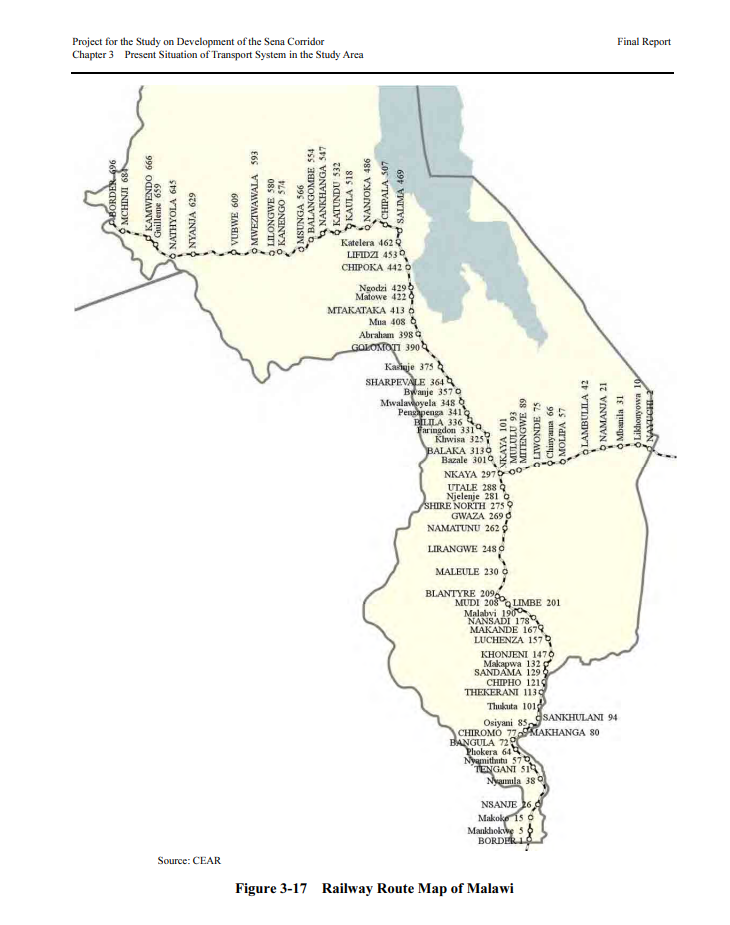 Project for the Study on Development of the Sena Corridor
Final Report
Chapter 3 Present Situation of Transport System in the Study Area
BORDER 696
MCHINJI 684
KAMWENDO 666
Guilleme 659
NATHYOLA 645
NYANJA 629
VUBWE 609
MWEZIWAWALA 593
LILONGWE 580
KANENGO 574
MSUNGA 566
BALANGOMBE 554
NANKHANGA 547
KATUNDU 532
KAULA 518
NANJOKA 486
CHIPALA 507
SALIMA 469
Katelera 462
LIFIDZI 453
CHIPOKA 442
Ngodzi 429
Matowe 422
MTAKATAKA 413
Mua 408
Abraham 398
GOLOMOTI 390
Kasinje 375
SHARPEVALE 364
Bwanje 357
Mwalawoyela 348
Pengapenga 341
BILILA 336
Faringdon 331
Khwisa 325
BALAKA 313
Bazale 301
NKAYA 297
NKAYA 101
MULULU 93
MITENGWE 89
LIWONDE 75
Chinyama 66
MOLIPA 57
LAMBULILA 42
NAMANJA 21
Mbanila 31
Likhonyowa 10
NAYUCHI 2
UTALE 288
Njelenje 281
SHIRE NORTH 275
GWAZA 269
NAMATUNU 262
LIRANGWE 248
MALEULE 230
BLANTYRE 209
MUDI 208
LIMBE 201
Malabvi 190
NANSADI 178
MAKANDE 167
LUCHENZA 157
KHONJENI 147
Makapwa 132
SANDAMA 129
CHIPHO 121
THEKERANI 113
Thukuta 101
SANKHULANI 94
Osiyani 85
CHIROMO 77
MAKHANGA 80
BANGULA 72
Phokera 64
Nyamithutu 57
TENGANI 51
Nyamula 38
NSANJE 26
Makoko 15
Mankhokwe 5
BORDER 1
Source: CEAR
Figure 3-17 Railway Route Map of Malawi